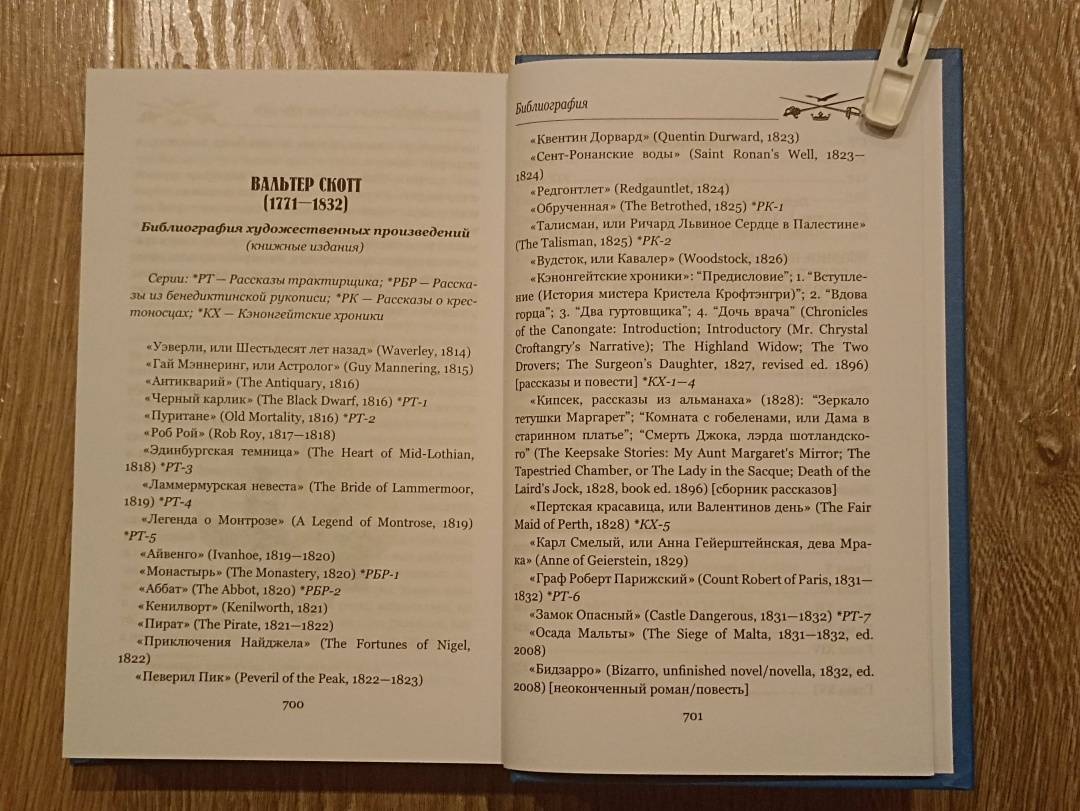 ВАЛЬТЕР СКОТТ
(1771—1832)
Библиография художественных произведений
(книжные издания)
Серии: *РТ — Рассказы трактирщика; *РБР — Расска-
зы из бенедиктинской рукописи; *РК — Рассказы о крес-
тоносцах; *КХ — Кэнонгейтские хроники
«Уэверли, или Шестьдесят лет назад» (Waverley, 1814)
«Гай Мэннеринг, или Астролог» (Guy Mannering, 1815)
«Антикварий» (The Antiquary, 1816)
«Черный карлик» (The Black Dwarf, 1816) *РТ-1
«Пуритане» (Old Mortality, 1816) *РТ-2
«Роб Рой» (Rob Roy, 1817—1818)
«Эдинбургская темница» (The Heart of Mid-Lothian,
1818) *РТ-3
«Ламмермурская невеста» (The Bride of Lammermoor,
1819) *РТ-4
«Легенда о Монтрозе» (A Legend of Montrose, 1819)
*РТ-5
«Айвенго» (Ivanhoe, 1819—1820)
«Монастырь» (The Monastery, 1820) *РБР-1
«Аббат» (The Abbot, 1820) *РБР-2
«Кенилворт» (Kenilworth, 1821)
«Пират» (The Pirate, 1821—1822)
«Приключения Найджела» (The Fortunes of Nigel,
1822)
«Певерил Пик» (Peveril of the Peak, 1822—1823)
700
Библиография
«Квентин Дорвард» (Quentin Durward, 1823)
«Сент-Ронанские воды» (Saint Ronan's Well, 1823—
1824)
«Редгонтлет» (Redgauntlet, 1824)
«Обрученная» (The Betrothed, 1825) *РК-1
«Талисман, или Ричард Львиное Сердце в Палестине»
(The Talisman, 1825) *РК-2
«Вудсток, или Кавалер» (Woodstock, 1826)
«Кэнонгейтские хроники»: “Предисловие”; 1. “Вступле-
ние (История мистера Кристела Крофтэнгри)”; 2. “Вдова
горца”; 3. “Два гуртовщика”; 4. “Дочь врача” (Chronicles
of the Canongate: Introduction; Introductory (Mr. Chrystal
Croftangry's Narrative); The Highland Widow; The Two
Drovers; The Surgeon's Daughter, 1827, revised ed. 1896)
[рассказы и повести] *КХ-1—4
«Кипсек, рассказы из альманаха» (1828): “Зеркало
тетушки Маргарет”; “Комната с гобеленами, или Дама в
старинном платье”; “Смерть Джока, лэрда шотландско-
го” (The Keepsake Stories: My Aunt Margaret's Mirror; The
Tapestried Chamber, or The Lady in the Sacque; Death of the
Laird's Jock, 1828, book ed. 1896) [сборник рассказов]
«Пертская красавица, или Валентинов день» (The Fair
Maid of Perth, 1828) *КХ-5
«Карл Смелый, или Анна Гейерштейнская, дева Мра-
ка» (Anne of Geierstein, 1829)
«Граф Роберт Парижский» (Count Robert of Paris, 1831—
1832) *РТ-6
«Замок Опасный» (Castle Dangerous, 1831—1832) *РТ-7
«Осада Мальты» (The Siege of Malta, 1831—1832, ed.
2008)
«Бидзарро» (Bizarro, unfinished novel/novella, 1832, ed.
2008) [неоконченный роман/повесть]
701